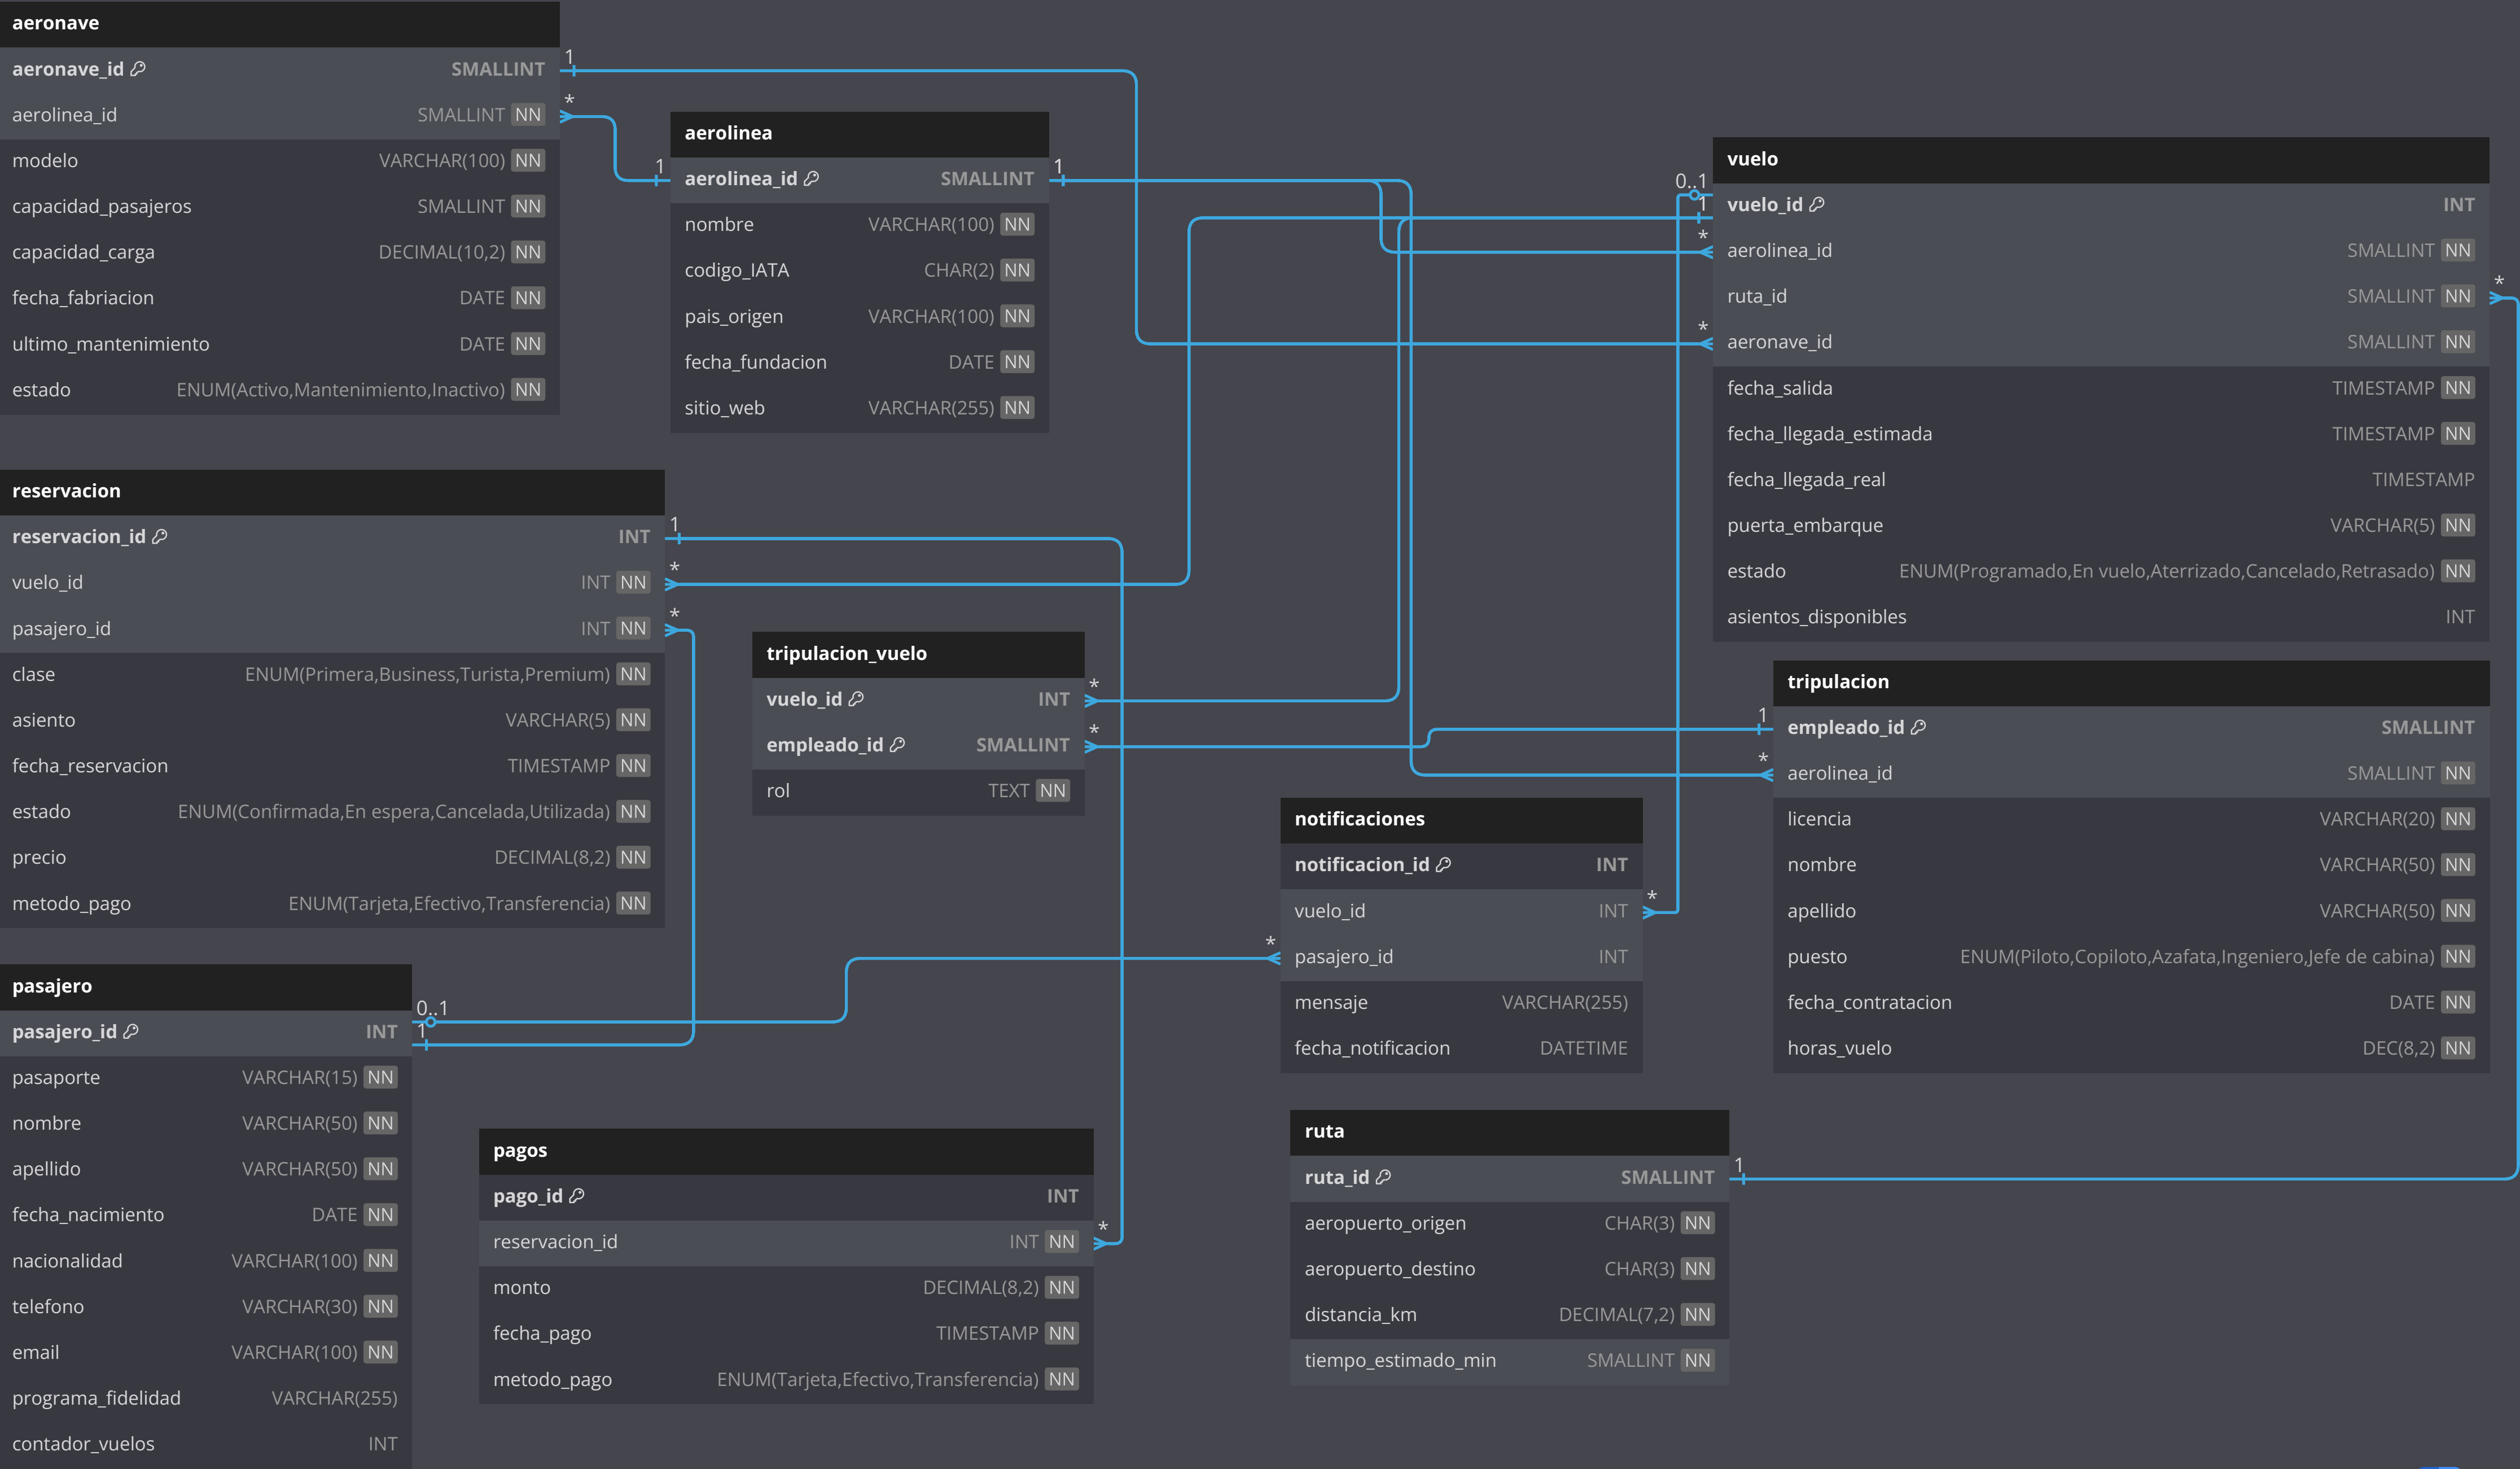 aeronave
aeronave_id SMALLINT
aerolinea_id SMALLINT NN
modelo VARCHAR(100) NN
capacidad_pasajeros SMALLINT NN
capacidad_carga DECIMAL(10,2) NN
fecha_fabriacion DATE NN
ultimo_mantenimiento DATE NN
estado ENUM(Activo,Mantenimiento,Inactivo) NN
1
*
1
aerolinea
aerolinea_id SMALLINT
nombre VARCHAR(100) NN
codigo_IATA CHAR(2) NN
pais_origen VARCHAR(100) NN
fecha_fundacion DATE NN
sitio_web VARCHAR(255) NN
1
0..1
1
*
*
*
vuelo
vuelo_id INT
aerolinea_id SMALLINT NN
ruta_id SMALLINT NN
aeronave_id SMALLINT NN
fecha_salida TIMESTAMP NN
fecha_llegada_estimada TIMESTAMP NN
fecha_llegada_real TIMESTAMP
puerta_embarque VARCHAR(5) NN
estado ENUM(Programado,En vuelo,Aterrizado,Cancelado,Retrasado) NN
asientos_disponibles INT
reservacion
reservacion_id INT
vuelo_id INT NN
pasajero_id INT NN
clase ENUM(Primera,Business,Turista,Premium) NN
asiento VARCHAR(5) NN
fecha_reservacion TIMESTAMP NN
estado ENUM(Confirmada,En espera,Cancelada,Utilizada) NN
precio DECIMAL(8,2) NN
metodo_pago ENUM(Tarjeta,Efectivo,Transferencia) NN
1
*
*
tripulacion_vuelo
vuelo_id INT
empleado_id SMALLINT
rol TEXT NN
*
*
1
*
tripulacion
empleado_id SMALLINT
aerolinea_id SMALLINT NN
licencia VARCHAR(20) NN
nombre VARCHAR(50) NN
apellido VARCHAR(50) NN
puesto ENUM(Piloto,Copiloto,Azafata,Ingeniero,Jefe de cabina) NN
fecha_contratacion DATE NN
horas_vuelo DEC(8,2) NN
notificaciones
notificacion_id INT
vuelo_id INT
pasajero_id INT
mensaje VARCHAR(255)
fecha_notificacion DATETIME
*
*
pasajero
pasajero_id INT
pasaporte VARCHAR(15) NN
nombre VARCHAR(50) NN
apellido VARCHAR(50) NN
fecha_nacimiento DATE NN
nacionalidad VARCHAR(100) NN
telefono VARCHAR(30) NN
email VARCHAR(100) NN
programa_fidelidad VARCHAR(255)
contador_vuelos INT
0..1
1
pagos
pago_id INT
reservacion_id INT NN
monto DECIMAL(8,2) NN
fecha_pago TIMESTAMP NN
metodo_pago ENUM(Tarjeta,Efectivo,Transferencia) NN
*
ruta
ruta_id SMALLINT
aeropuerto_origen CHAR(3) NN
aeropuerto_destino CHAR(3) NN
distancia_km DECIMAL(7,2) NN
tiempo_estimado_min SMALLINT NN
1